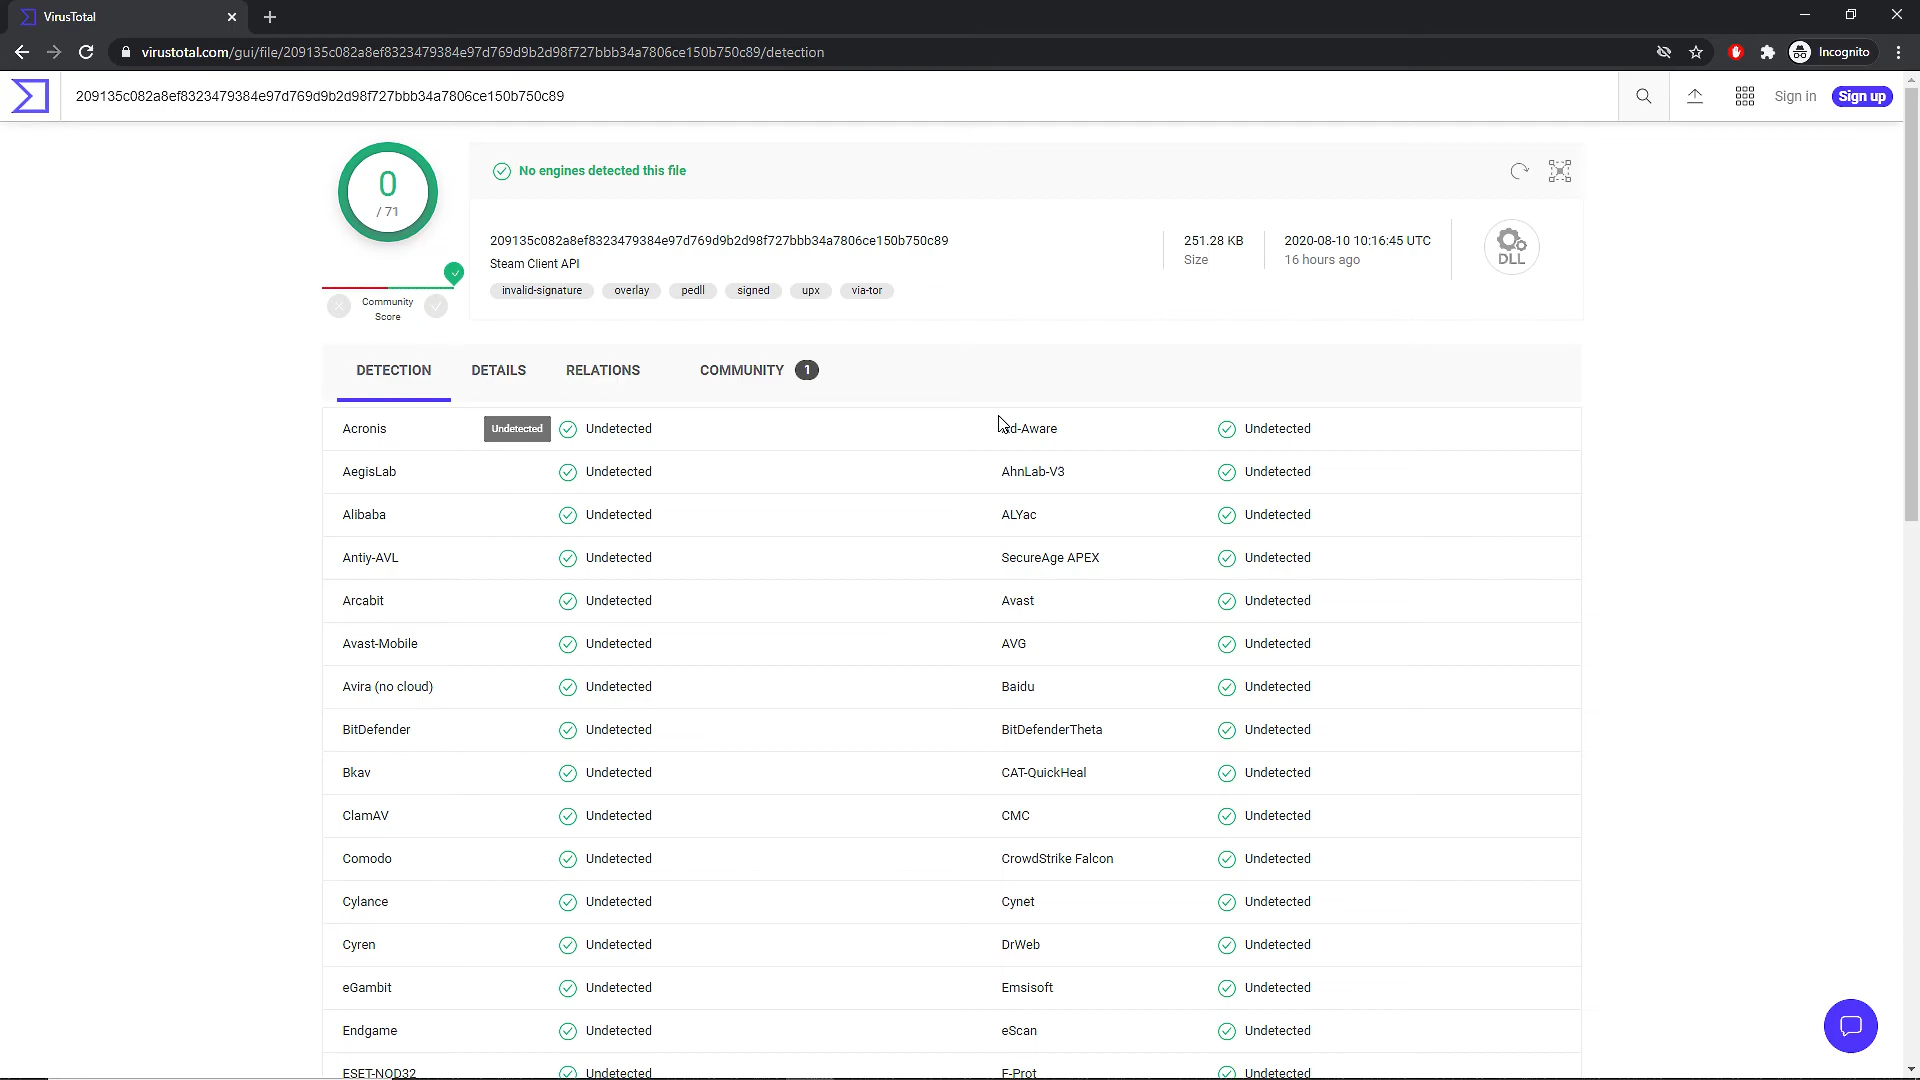 VirusTotal
virustotal.com/gui/file/209135c082a8ef8323479384e97d769d9b2d98f727bbb34a7806ce150b750c89/detection
Incognito
209135c082a8ef8323479384e97d769d9b2d98f727bbb34a7806ce150b750c89
Sign in
Sign up
0
/ 71
No engines detected this file
209135c082a8ef8323479384e97d769d9b2d98f727bbb34a7806ce150b750c89
Steam Client API
invalid-signature overlay pedll signed upx via-tor
251.28 KB
Size
2020-08-10 10:16:45 UTC
16 hours ago
DLL
Community
Score
DETECTION DETAILS RELATIONS COMMUNITY 1
Acronis Undetected Undetected Ad-Aware Undetected
AegisLab Undetected AhnLab-V3 Undetected
Alibaba Undetected ALYac Undetected
Antiy-AVL Undetected SecureAge APEX Undetected
Arcabit Undetected Avast Undetected
Avast-Mobile Undetected AVG Undetected
Avira (no cloud) Undetected Baidu Undetected
BitDefender Undetected BitDefenderTheta Undetected
Bkav Undetected CAT-QuickHeal Undetected
ClamAV Undetected CMC Undetected
Comodo Undetected CrowdStrike Falcon Undetected
Cylance Undetected Cynet Undetected
Cyren Undetected DrWeb Undetected
eGambit Undetected Emsisoft Undetected
Endgame Undetected eScan Undetected
ESET-NOD32 Undetected F-Prot Undetected